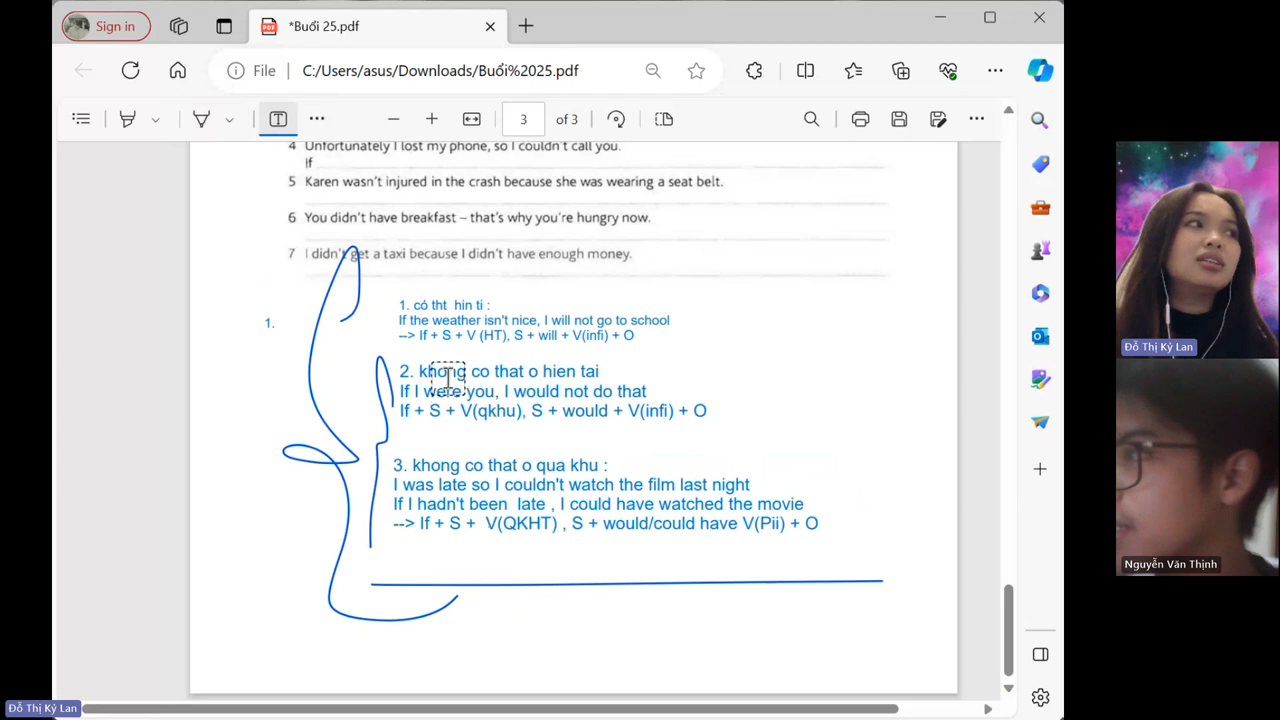 Sign in
*Buổi 25.pdf
File
C:/Users/asus/Downloads/Buổi%2025.pdf
3 of 3
4 Unfortunately I lost my phone, so I couldn't call you.
If
5 Karen wasn't injured in the crash because she was wearing a seat belt.
6 You didn't have breakfast – that's why you're hungry now.
7 I didn't get a taxi because I didn't have enough money.
1.
1. có tht hin ti :
If the weather isn't nice, I will not go to school
--> If + S + V (HT), S + will + V(infi) + O
2. khong co that o hien tai
If I were you, I would not do that
If + S + V(qkhu), S + would + V(infi) + O
3. khong co that o qua khu :
I was late so I couldn't watch the film last night
If I hadn't been late , I could have watched the movie
--> If + S + V(QKHT) , S + would/could have V(Pii) + O
Đỗ Thị Ký Lan
Nguyễn Văn Thịnh
Đỗ Thị Ký Lan